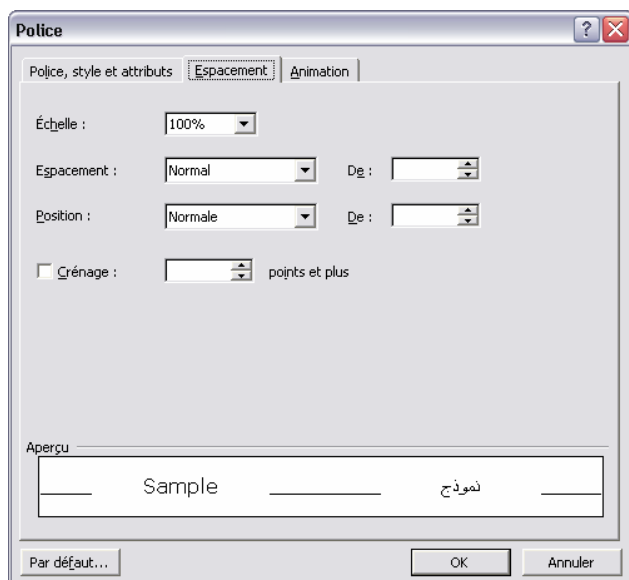 Police
Police, style et attributs Espacement Animation
Échelle : 100%
Espacement : Normal De :
Position : Normale De :
Crénage : points et plus
Aperçu
Sample نموذج
Par défaut... OK Annuler